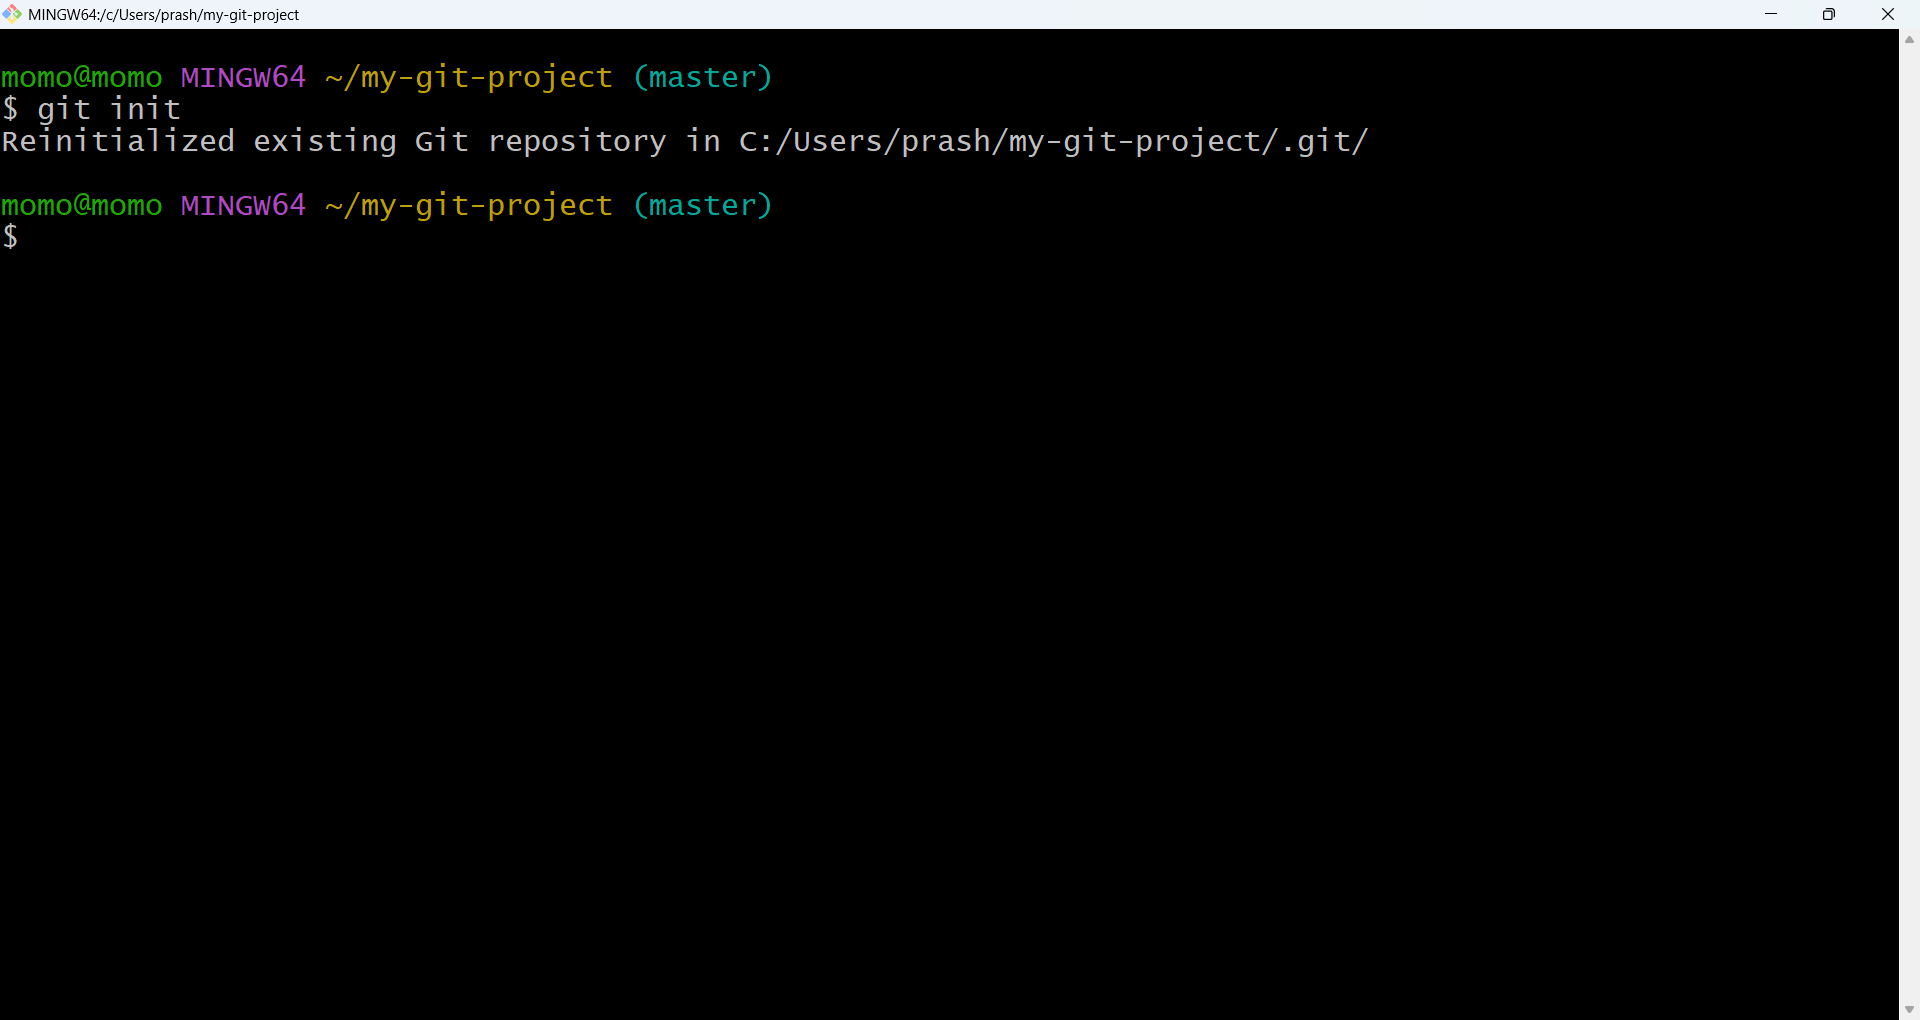 MINGW64:/c/Users/prash/my-git-project
momo@momo MINGW64 ~/my-git-project (master)
$ git init
Reinitialized existing Git repository in C:/Users/prash/my-git-project/.git/
momo@momo MINGW64 ~/my-git-project (master)
$